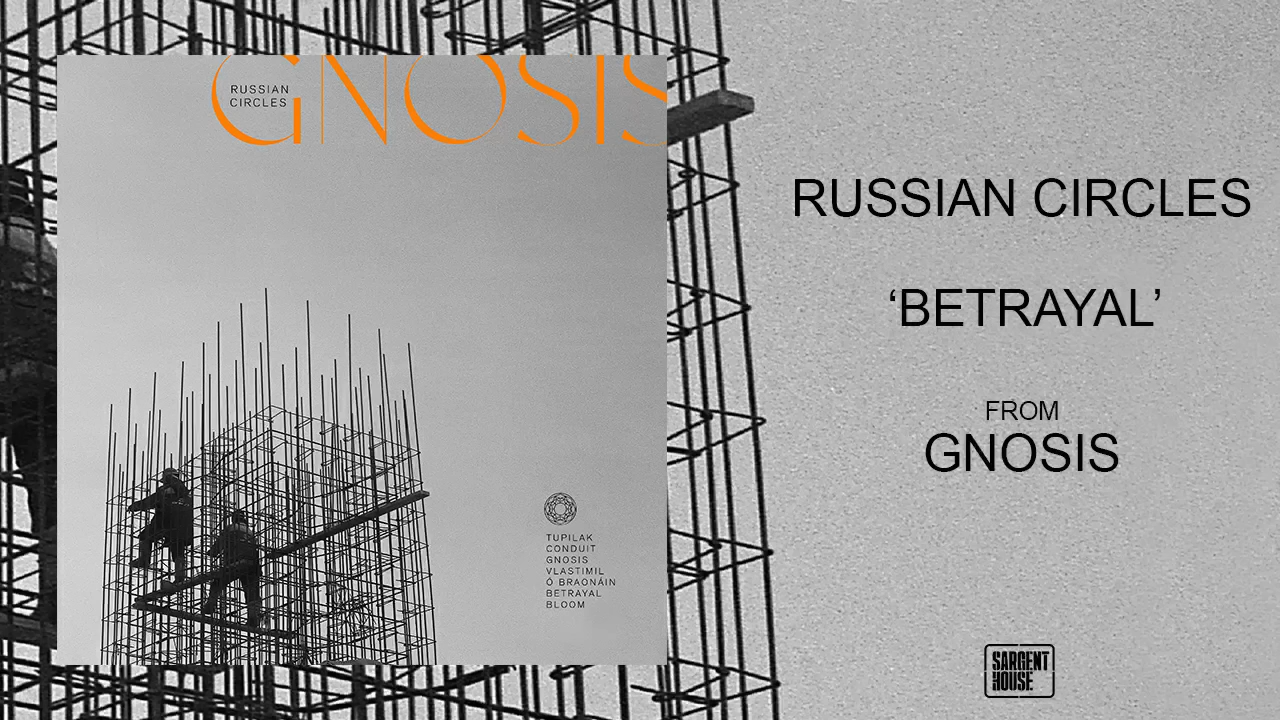 GNOSIS
RUSSIAN
CIRCLES
TUPILAK
CONDUIT
GNOSIS
VLASTIMIL
Ó BRAONÁIN
BETRAYAL
BLOOM
RUSSIAN CIRCLES
‘BETRAYAL’
FROM
GNOSIS
SARGENT
HOUSE